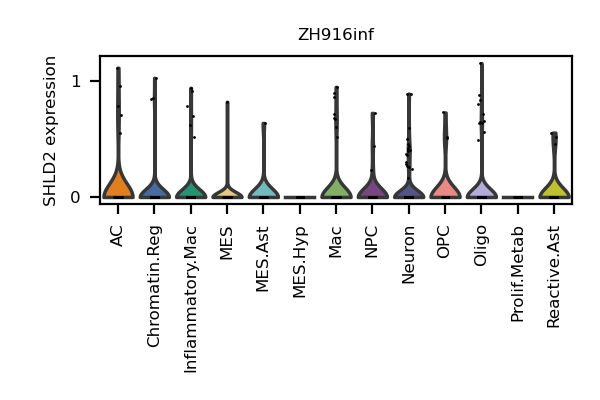 ZH916inf
SHLD2 expression
1
0
AC
Chromatin.Reg
Inflammatory.Mac
MES
MES.Ast
MES.Hyp
Mac
NPC
Neuron
OPC
Oligo
Prolif.Metab
Reactive.Ast